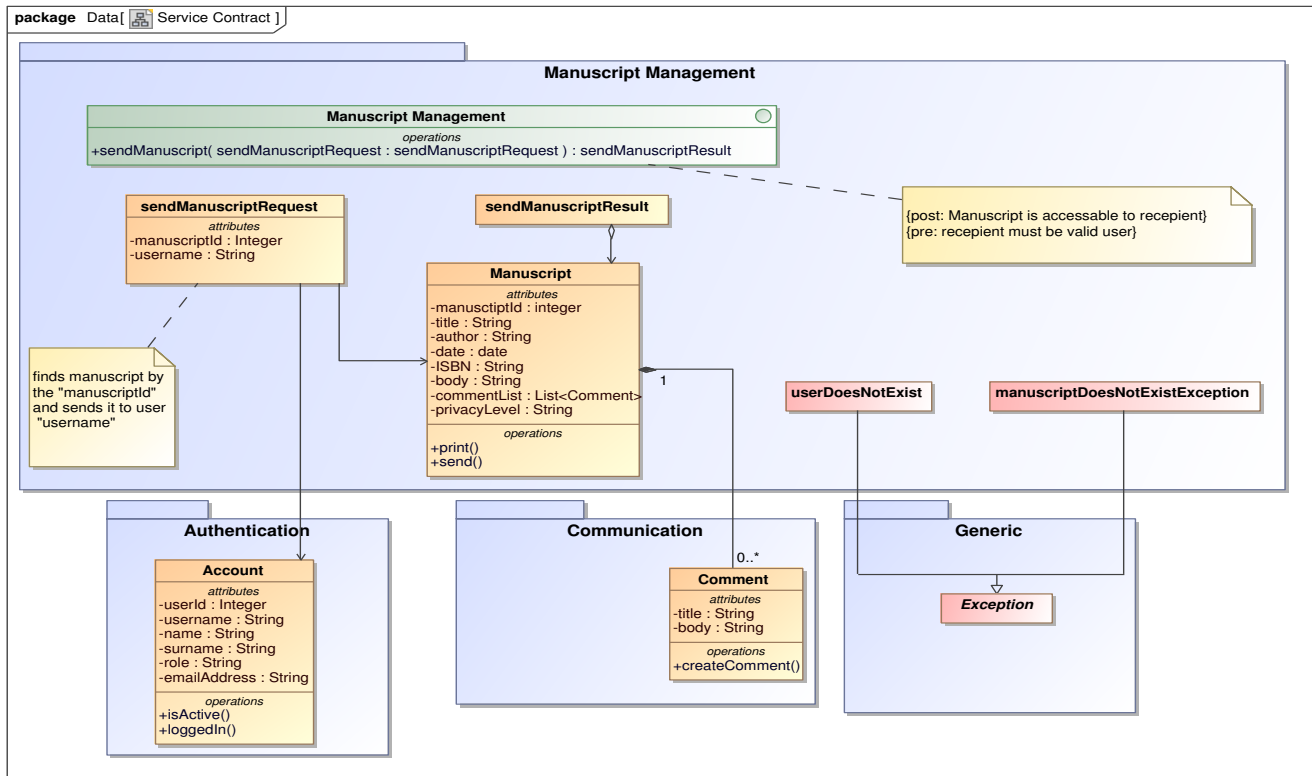 package Data[ Service Contract ]
Manuscript Management
Manuscript Management
operations
+sendManuscript( sendManuscriptRequest : sendManuscriptRequest ) : sendManuscriptResult
{post: Manuscript is accessable to recepient}
{pre: recepient must be valid user}
sendManuscriptRequest
attributes
-manuscriptId : Integer
-username : String
sendManuscriptResult
Manuscript
attributes
-manusctiptId : integer
-title : String
-author : String
-date : date
-ISBN : String
-body : String
-commentList : List<Comment>
-privacyLevel : String
operations
+print()
+send()
1
finds manuscript by
the "manuscriptId"
and sends it to user
"username"
userDoesNotExist
manuscriptDoesNotExistException
Authentication
Account
attributes
-userId : Integer
-username : String
-name : String
-surname : String
-role : String
-emailAddress : String
operations
+isActive()
+loggedIn()
Communication
0..*
Comment
attributes
-title : String
-body : String
operations
+createComment()
Generic
Exception